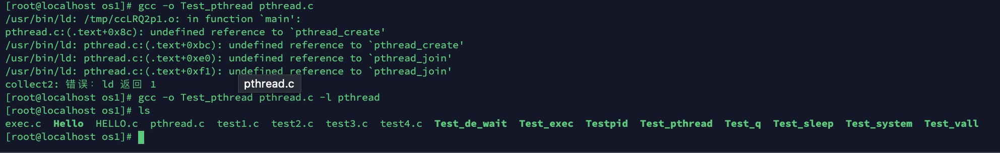 [root@localhost os1]# gcc -o Test_pthread pthread.c
/usr/bin/ld: /tmp/ccLRQ2p1.o: in function `main':
pthread.c:(.text+0x8c): undefined reference to `pthread_create'
/usr/bin/ld: pthread.c:(.text+0xbc): undefined reference to `pthread_create'
/usr/bin/ld: pthread.c:(.text+0xe0): undefined reference to `pthread_join'
/usr/bin/ld: pthread.c:(.text+0xf1): undefined reference to `pthread_join'
collect2: 错误：ld 返回 1
pthread.c
[root@localhost os1]# gcc -o Test_pthread pthread.c -l pthread
[root@localhost os1]# ls
exec.c Hello HELLO.c pthread.c test1.c test2.c test3.c test4.c Test_de_wait Test_exec Testpid Test_pthread Test_q Test_sleep Test_system Test_vall
[root@localhost os1]#